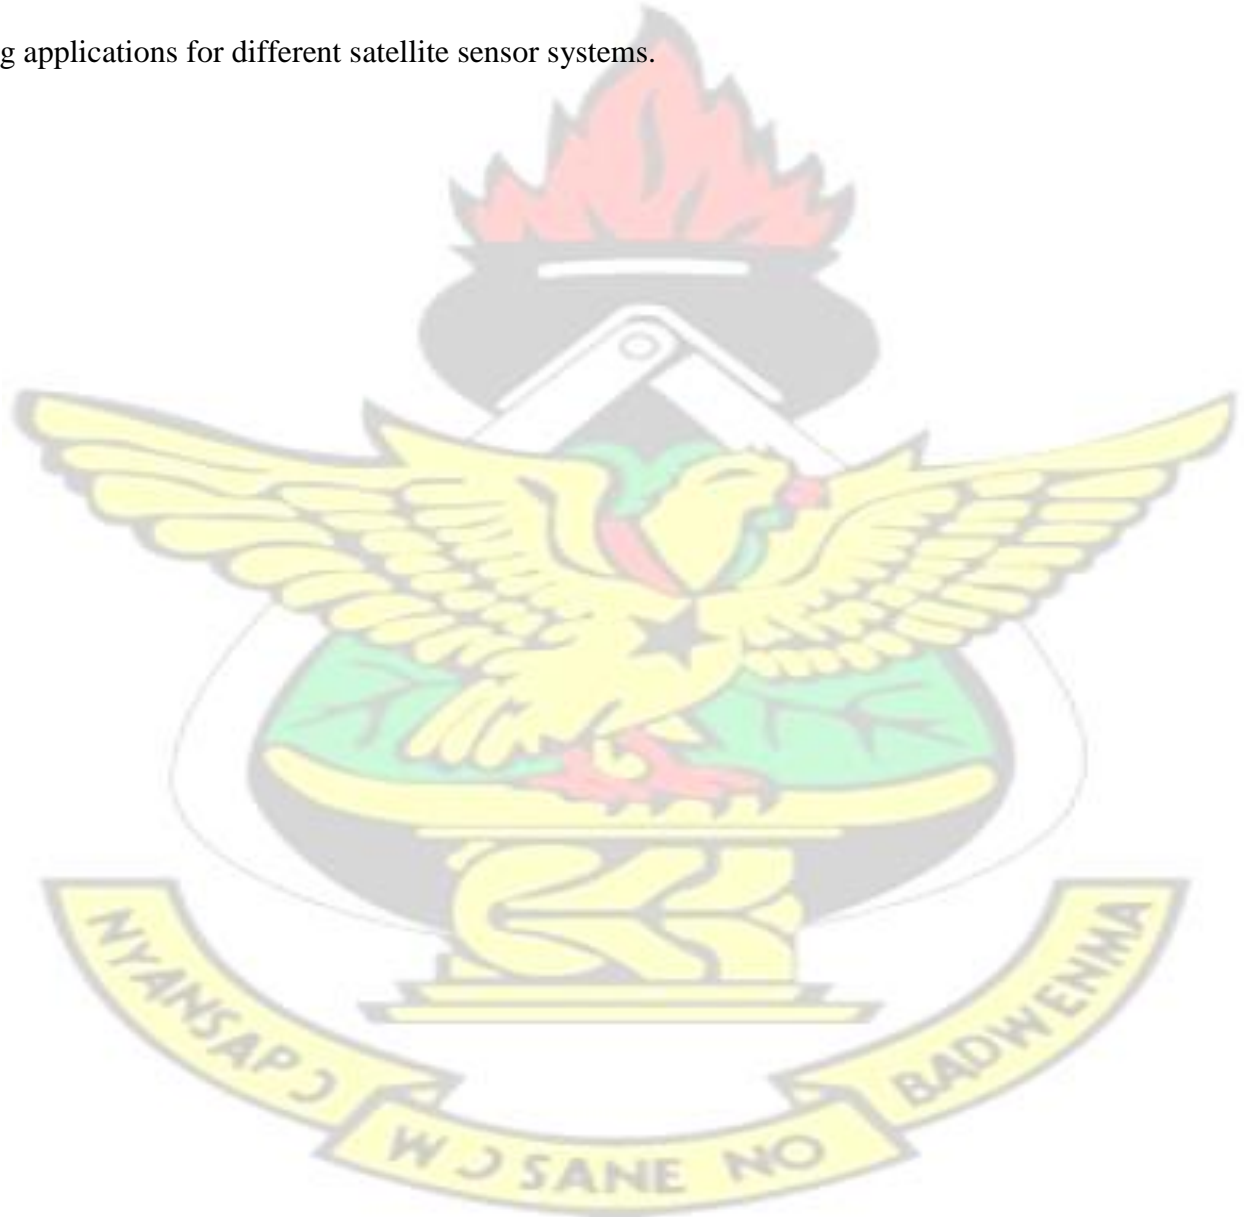 g applications for different satellite sensor systems.
NYANSAPƆ
WƆSANE NO
BADWENMA